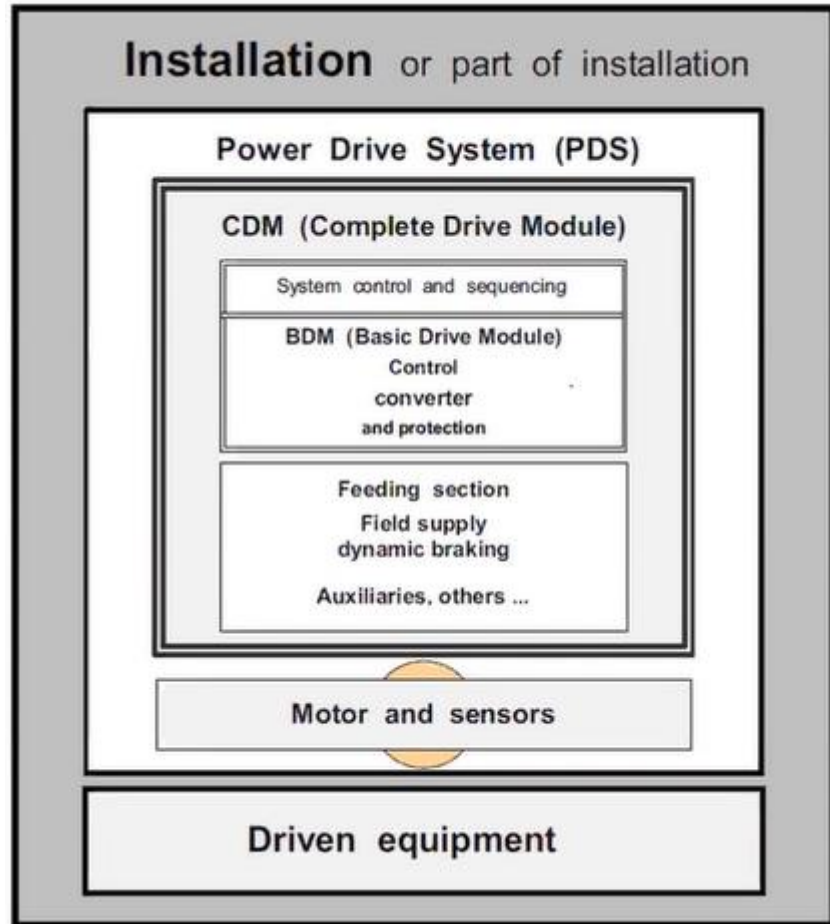 Installation or part of installation
Power Drive System (PDS)
CDM (Complete Drive Module)
System control and sequencing
BDM (Basic Drive Module)
Control
converter
and protection
Feeding section
Field supply
dynamic braking
Auxiliaries, others ...
Motor and sensors
Driven equipment